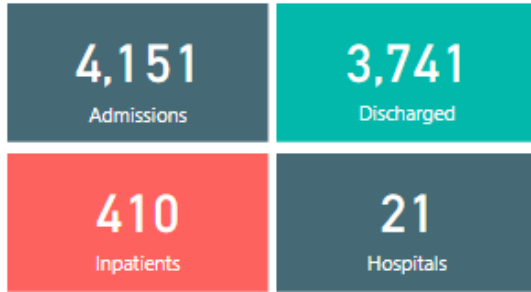 4,151
Admissions
3,741
Discharged
410
Inpatients
21
Hospitals